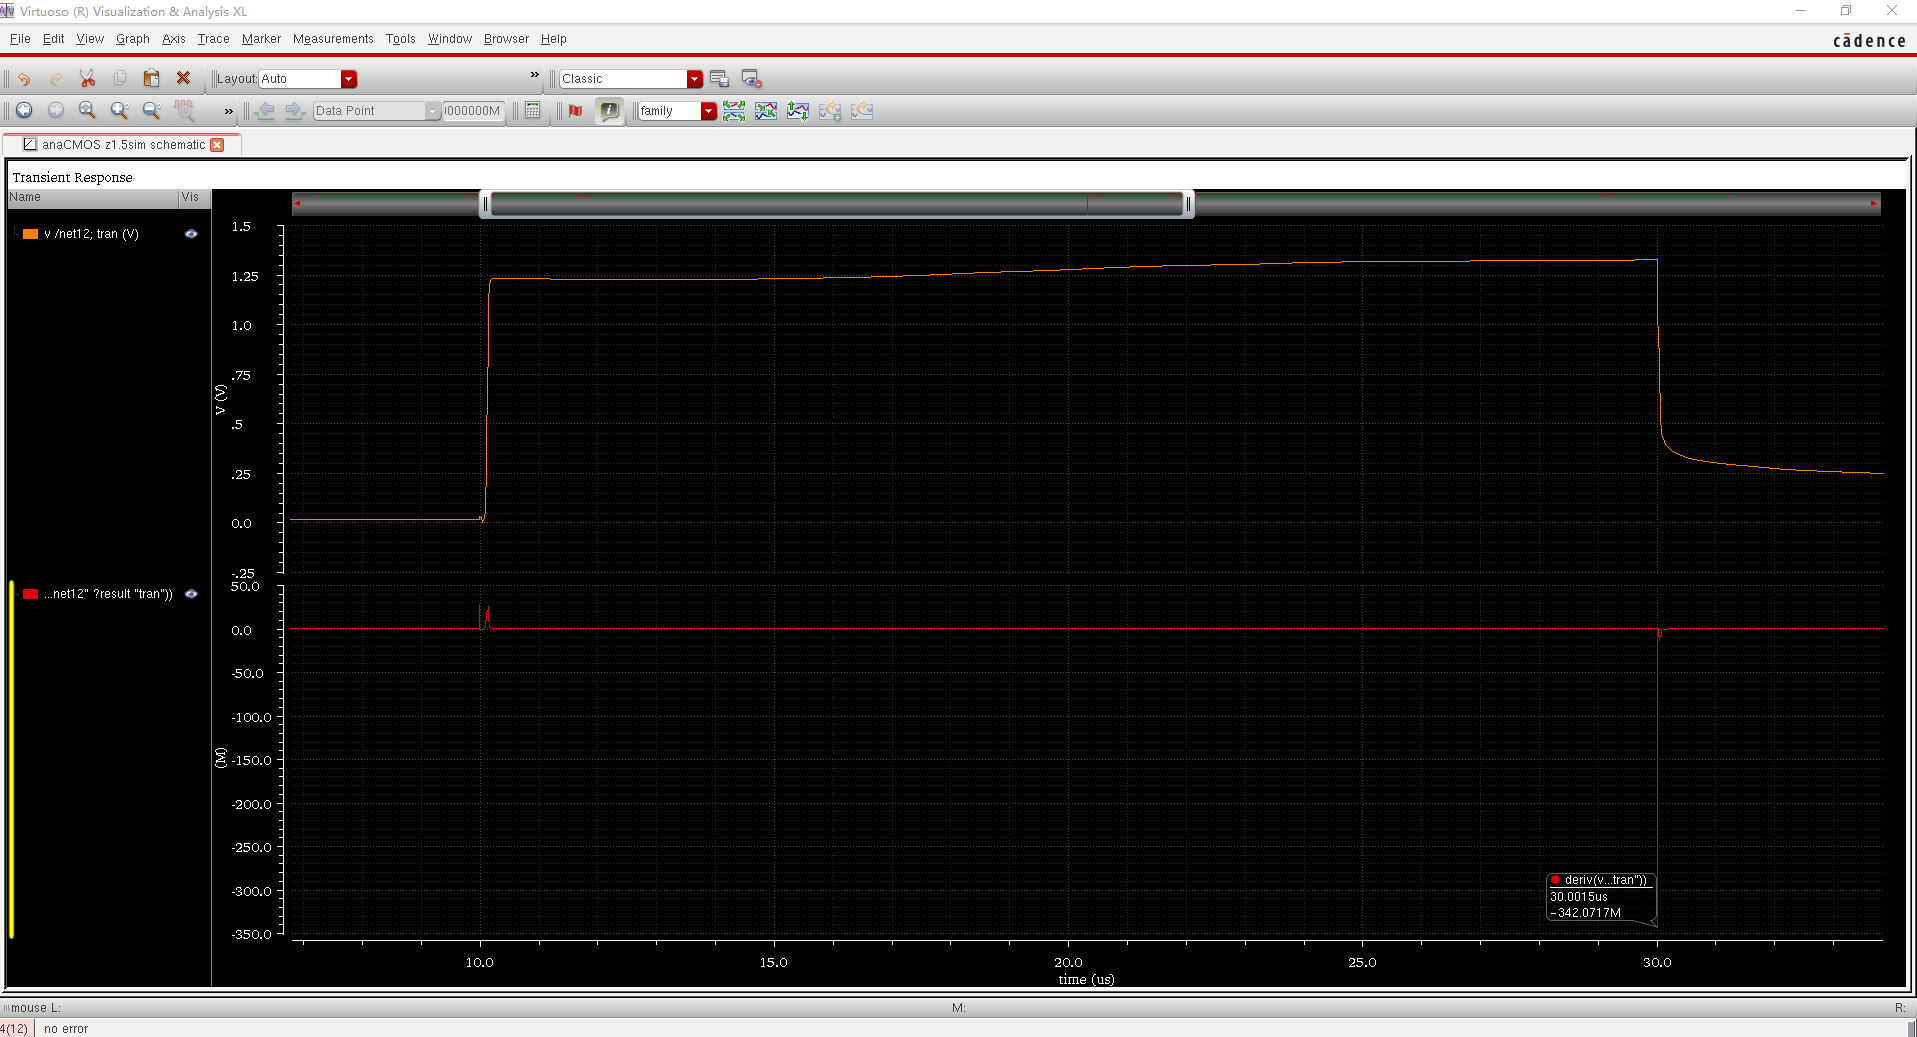 Virtuoso (R) Visualization & Analysis XL
File Edit View Graph Axis Trace Marker Measurements Tools Window Browser Help
cādence
Layout: Auto
»
Classic
»
Data Point
000000M
family
anaCMOS z1.5sim schematic
Transient Response
Name Vis
v /net12; tran (V)
1.5
1.25
1.0
.75
.5
.25
0.0
-.25
V (V)
...net12" ?result "tran"))
50.0
0.0
-50.0
-100.0
-150.0
-200.0
-250.0
-300.0
-350.0
(M)
deriv(v...tran"))
30.0015us
-342.0717M
10.0 15.0 20.0 25.0 30.0
time (us)
mouse L: M: R:
4(12) no error